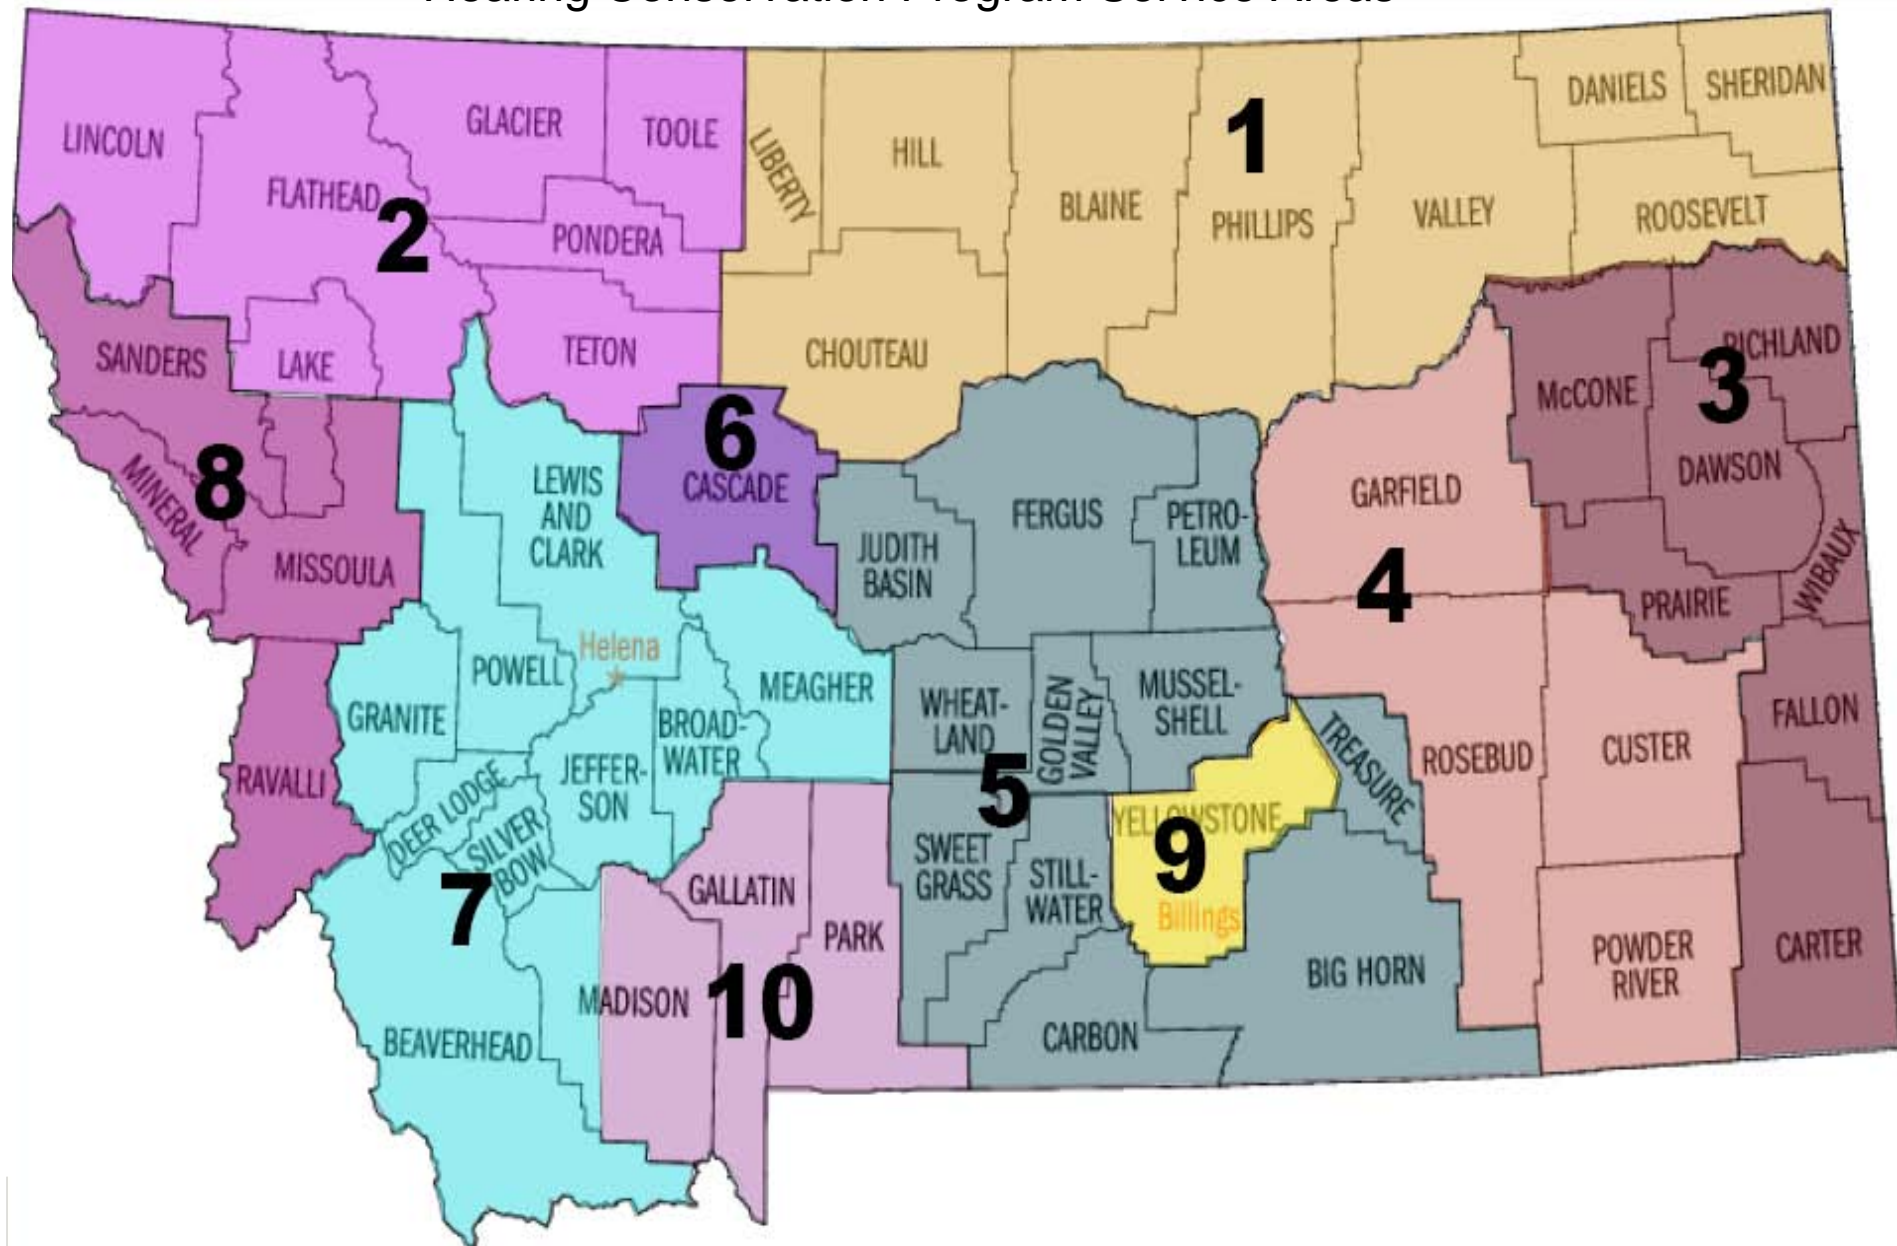 Hearing Conservation Program Service Areas
LINCOLN
FLATHEAD
GLACIER
TOOLE
PONDERA
2
LAKE
TETON
LIBERTY
HILL
BLAINE
1
PHILLIPS
VALLEY
DANIELS
SHERIDAN
ROOSEVELT
CHOUTEAU
SANDERS
8
MINERAL
MISSOULA
RAVALLI
6
CASCADE
LEWIS
AND
CLARK
Helena
POWELL
GRANITE
MEAGHER
BROAD-
WATER
JEFFER-
SON
DEER LODGE
SILVER
BOW
7
BEAVERHEAD
MADISON
10
GALLATIN
PARK
JUDITH
BASIN
FERGUS
PETRO-
LEUM
WHEAT-
LAND
GOLDEN
VALLEY
MUSSEL-
SHELL
5
SWEET
GRASS
STILL-
WATER
CARBON
BIG HORN
TREASURE
YELLOWSTONE
9
Billings
GARFIELD
4
ROSEBUD
CUSTER
POWDER
RIVER
McCONE
RICHLAND
3
DAWSON
PRAIRIE
WIBAUX
FALLON
CARTER